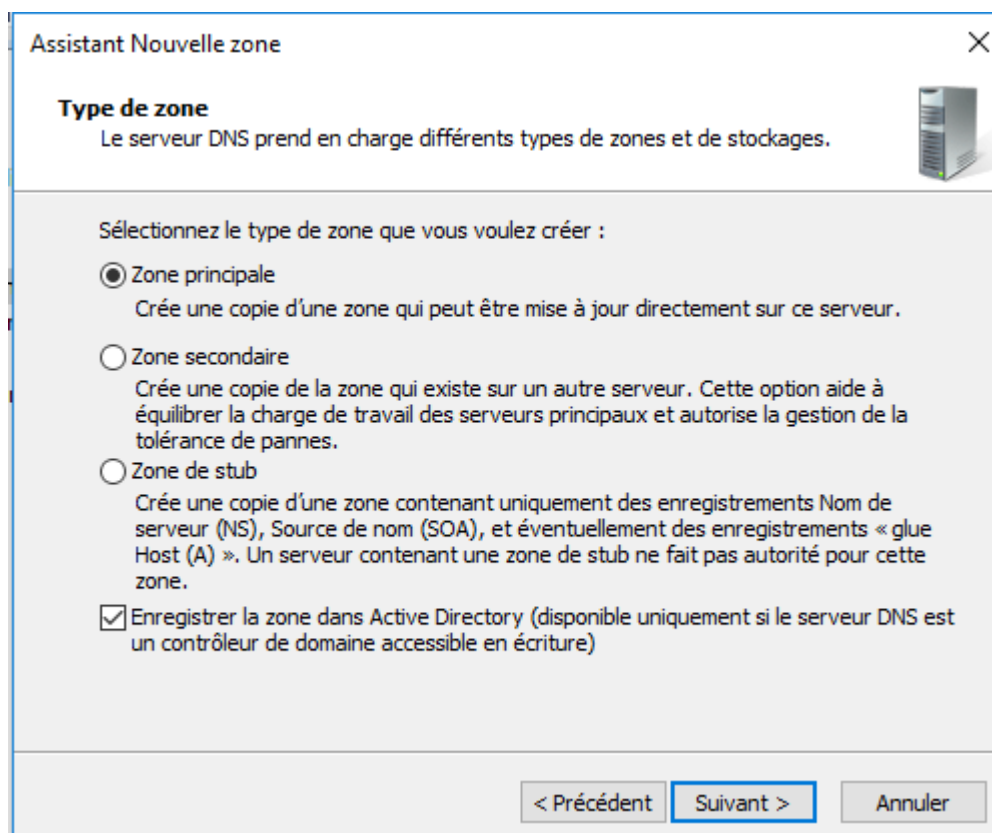 Assistant Nouvelle zone
Type de zone
Le serveur DNS prend en charge différents types de zones et de stockages.
Sélectionnez le type de zone que vous voulez créer :
Zone principale
Crée une copie d'une zone qui peut être mise à jour directement sur ce serveur.
Zone secondaire
Crée une copie de la zone qui existe sur un autre serveur. Cette option aide à
équilibrer la charge de travail des serveurs principaux et autorise la gestion de la
tolérance de pannes.
Zone de stub
Crée une copie d'une zone contenant uniquement des enregistrements Nom de
serveur (NS), Source de nom (SOA), et éventuellement des enregistrements « glue
Host (A) ». Un serveur contenant une zone de stub ne fait pas autorité pour cette
zone.
Enregistrer la zone dans Active Directory (disponible uniquement si le serveur DNS est
un contrôleur de domaine accessible en écriture)
< Précédent Suivant > Annuler